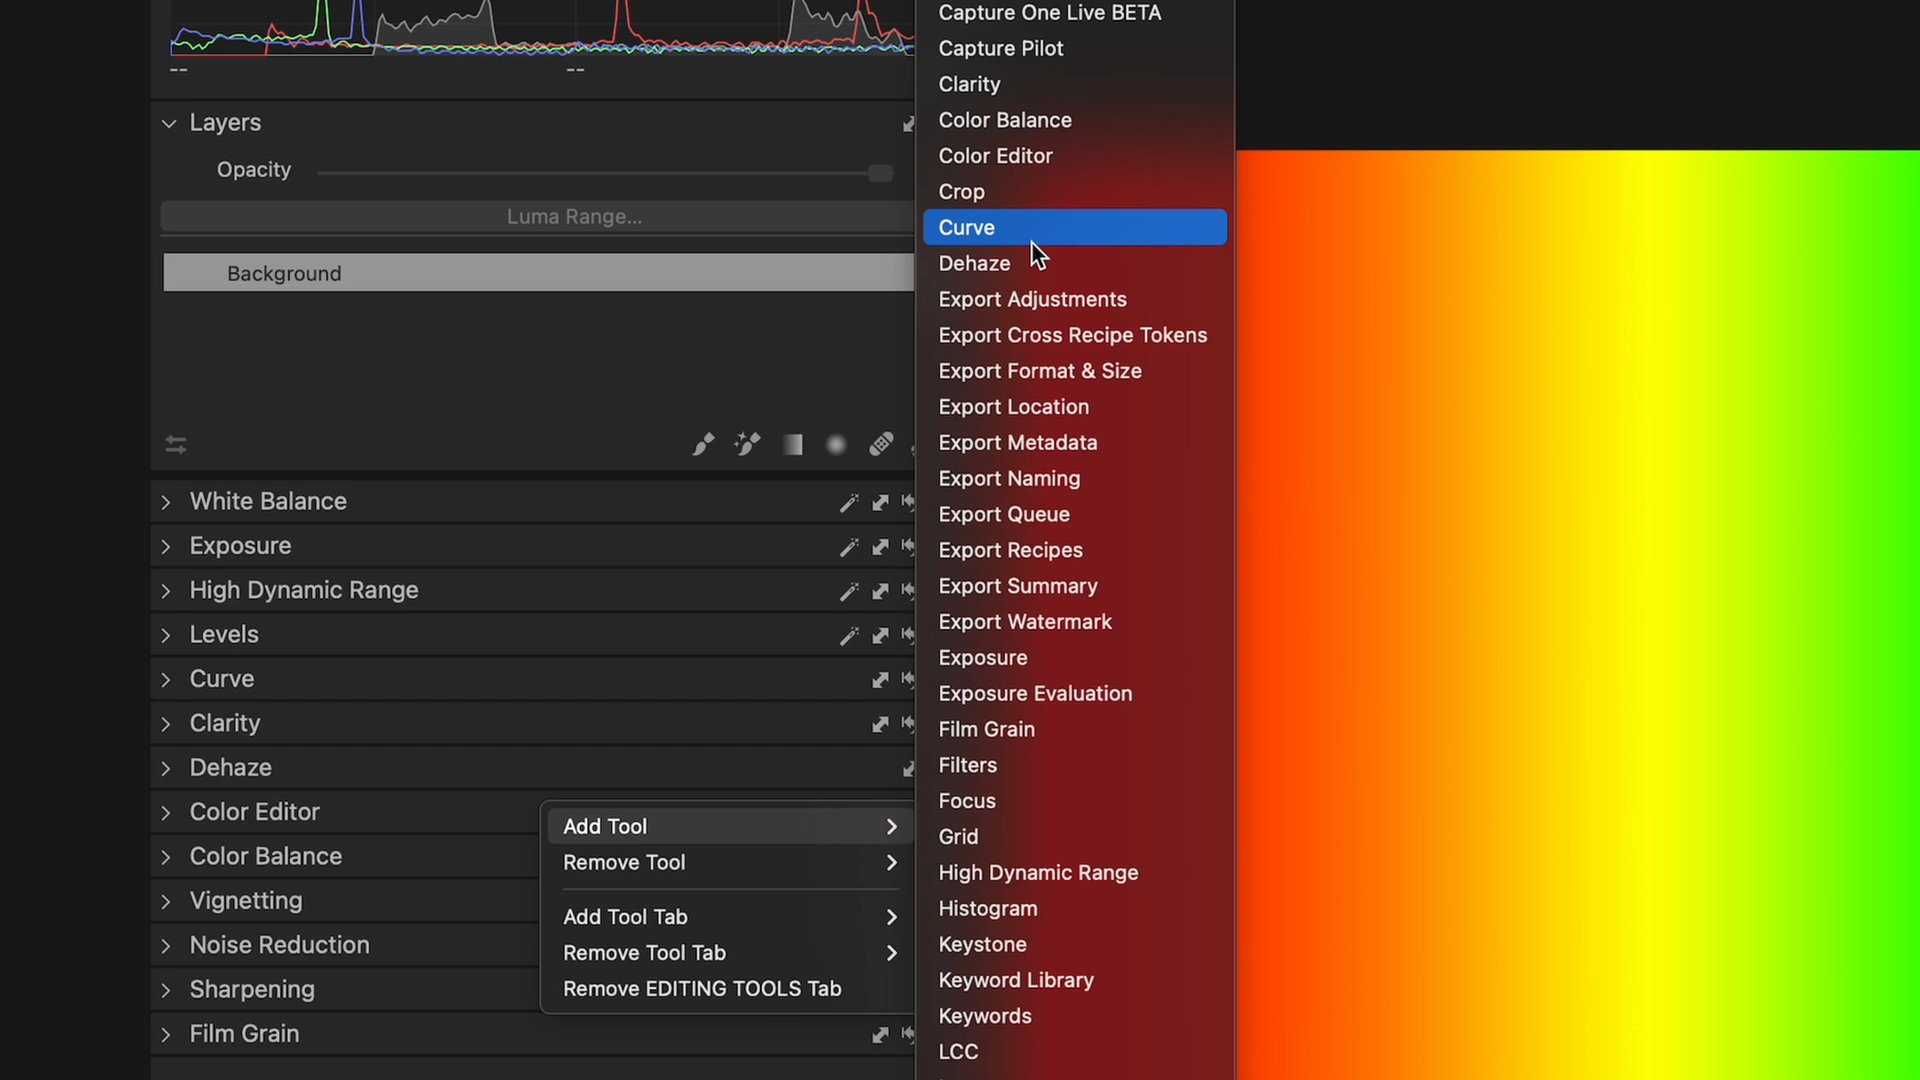 --
--
Layers
Opacity
Luma Range...
Background
White Balance
Exposure
High Dynamic Range
Levels
Curve
Clarity
Dehaze
Color Editor
Color Balance
Vignetting
Noise Reduction
Sharpening
Film Grain
Add Tool
Remove Tool
Add Tool Tab
Remove Tool Tab
Remove EDITING TOOLS Tab
Capture One Live BETA
Capture Pilot
Clarity
Color Balance
Color Editor
Crop
Curve
Dehaze
Export Adjustments
Export Cross Recipe Tokens
Export Format & Size
Export Location
Export Metadata
Export Naming
Export Queue
Export Recipes
Export Summary
Export Watermark
Exposure
Exposure Evaluation
Film Grain
Filters
Focus
Grid
High Dynamic Range
Histogram
Keystone
Keyword Library
Keywords
LCC